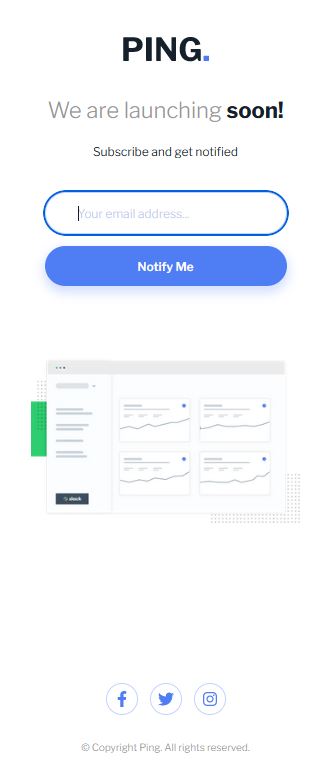 PING.
We are launching soon!
Subscribe and get notified
Your email address...
Notify Me
slack
© Copyright Ping. All rights reserved.